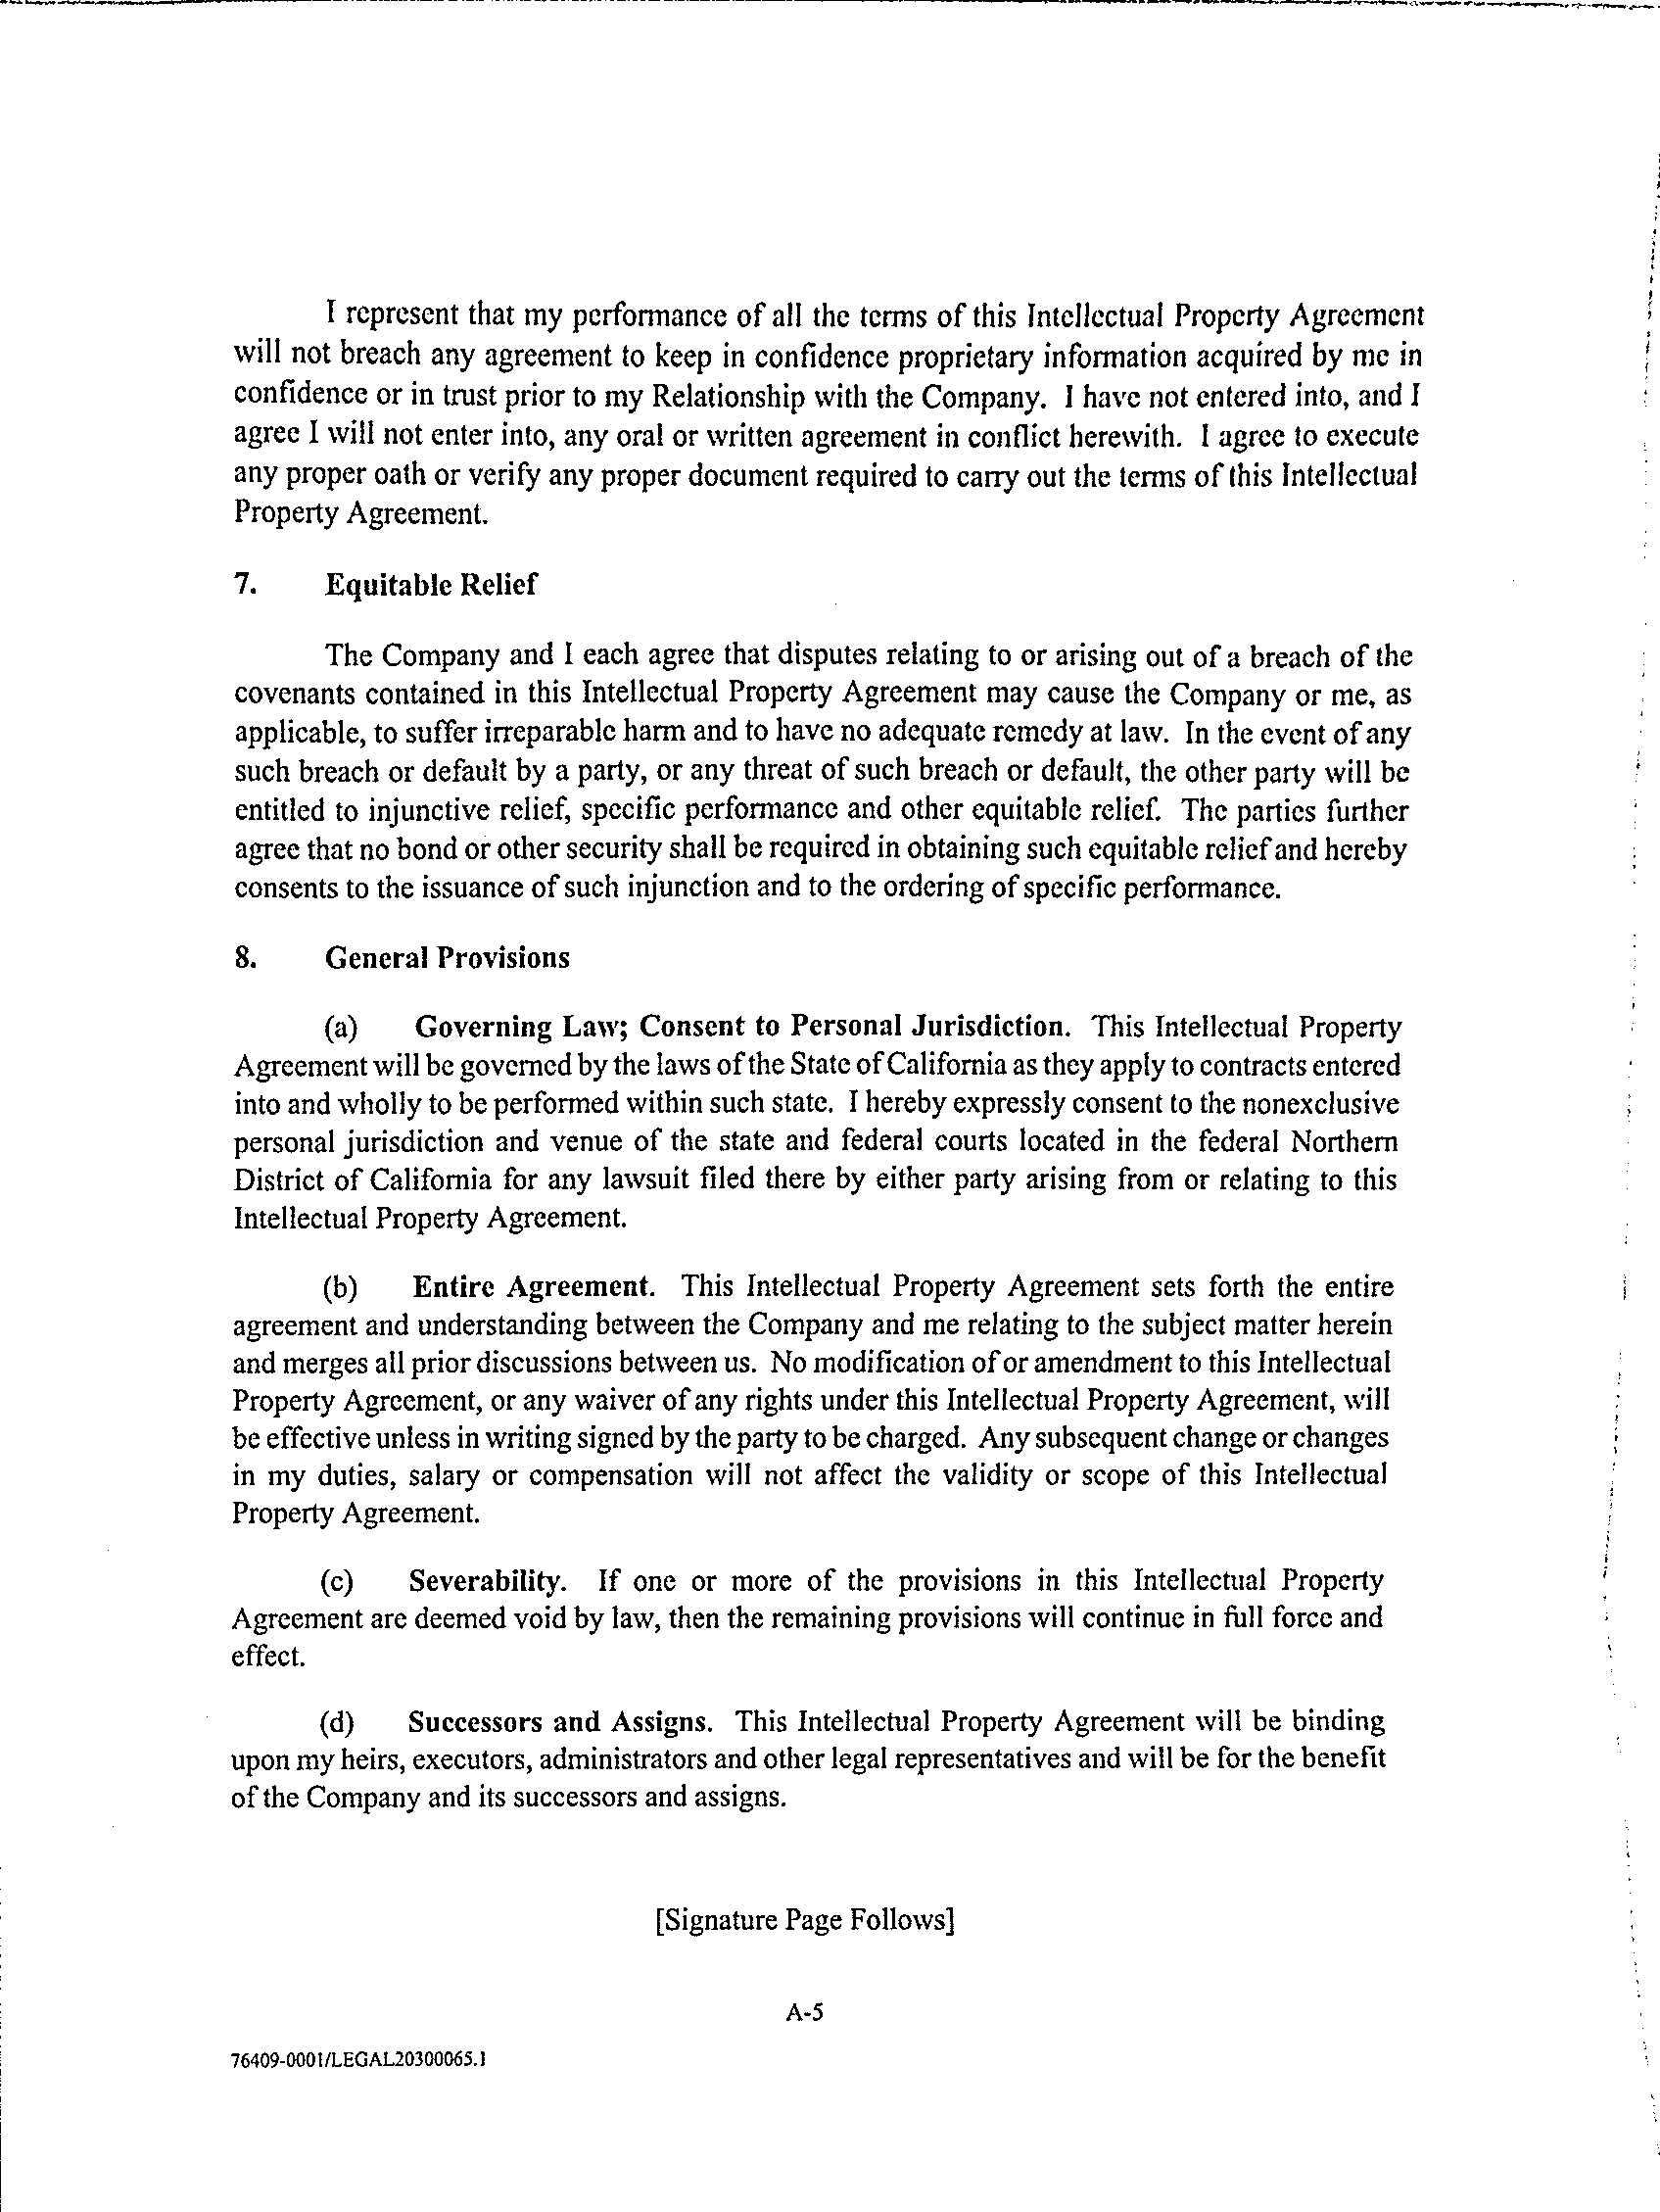 I represent that my performance of all the terms of this Intellectual Property Agreement
will not breach any agreement to keep in confidence proprietary information acquired by me in
confidence or in trust prior to my Relationship with the Company. I have not entered into, and I
agree I will not enter into, any oral or written agreement in conflict herewith. I agree to execute
any proper oath or verify any proper document required to carry out the terms of this Intellectual
Property Agreement.
7. Equitable Relief
The Company and I each agree that disputes relating to or arising out of a breach of the
covenants contained in this Intellectual Property Agreement may cause the Company or me, as
applicable, to suffer irreparable harm and to have no adequate remedy at law. In the event of any
such breach or default by a party, or any threat of such breach or default, the other party will be
entitled to injunctive relief, specific performance and other equitable relief. The parties further
agree that no bond or other security shall be required in obtaining such equitable relief and hereby
consents to the issuance of such injunction and to the ordering of specific performance.
8. General Provisions
(a) Governing Law; Consent to Personal Jurisdiction. This Intellectual Property
Agreement will be governed by the laws of the State of California as they apply to contracts entered
into and wholly to be performed within such state. I hereby expressly consent to the nonexclusive
personal jurisdiction and venue of the state and federal courts located in the federal Northern
District of California for any lawsuit filed there by either party arising from or relating to this
Intellectual Property Agreement.
(b) Entire Agreement. This Intellectual Property Agreement sets forth the entire
agreement and understanding between the Company and me relating to the subject matter herein
and merges all prior discussions between us. No modification of or amendment to this Intellectual
Property Agreement, or any waiver of any rights under this Intellectual Property Agreement, will
be effective unless in writing signed by the party to be charged. Any subsequent change or changes
in my duties, salary or compensation will not affect the validity or scope of this Intellectual
Property Agreement.
(c) Severability. If one or more of the provisions in this Intellectual Property
Agreement are deemed void by law, then the remaining provisions will continue in full force and
effect.
(d) Successors and Assigns. This Intellectual Property Agreement will be binding
upon my heirs, executors, administrators and other legal representatives and will be for the benefit
of the Company and its successors and assigns.
[Signature Page Follows]
A-5
76409-0001/LEGAL20300065.1